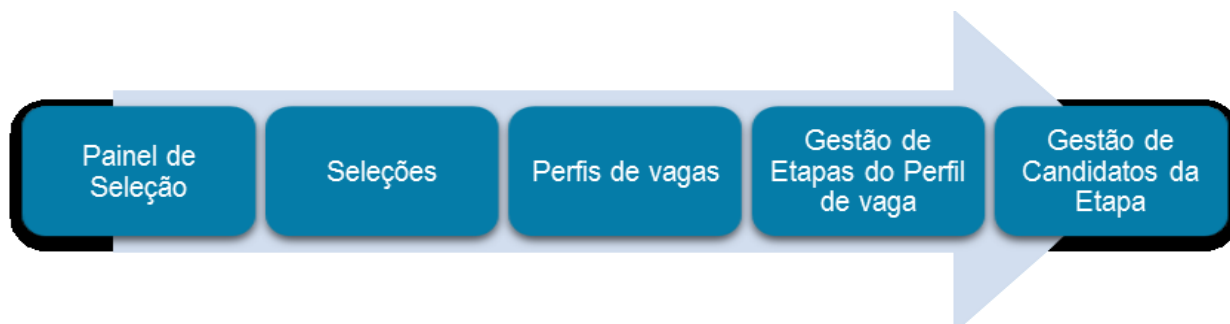 Painel de
Seleção
Seleções
Perfis de vagas
Gestão de
Etapas do Perfil
de vaga
Gestão de
Candidatos da
Etapa